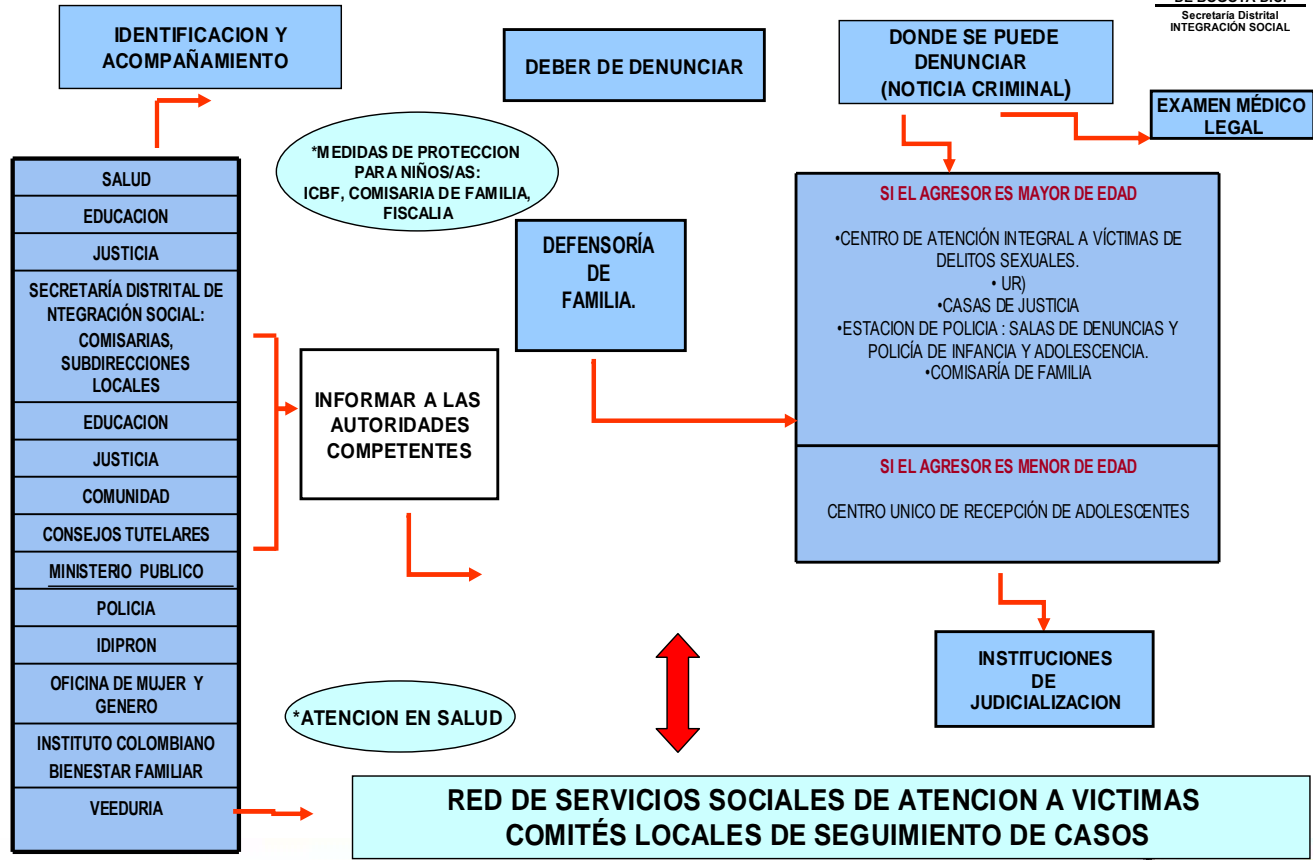 Secretaría Distrital
INTEGRACIÓN SOCIAL
IDENTIFICACION Y
ACOMPAÑAMIENTO
DEBER DE DENUNCIAR
DONDE SE PUEDE
DENUNCIAR
(NOTICIA CRIMINAL)
EXAMEN MÉDICO
LEGAL
*MEDIDAS DE PROTECCION
PARA NIÑOS/AS:
ICBF, COMISARIA DE FAMILIA,
FISCALIA
SALUD
EDUCACION
JUSTICIA
SECRETARÍA DISTRITAL DE
NTEGRACIÓN SOCIAL:
COMISARIAS,
SUBDIRECCIONES
LOCALES
EDUCACION
JUSTICIA
COMUNIDAD
CONSEJOS TUTELARES
MINISTERIO PUBLICO
POLICIA
IDIPRON
OFICINA DE MUJER Y
GENERO
INSTITUTO COLOMBIANO
BIENESTAR FAMILIAR
VEEDURIA
INFORMAR A LAS
AUTORIDADES
COMPETENTES
DEFENSORÍA
DE
FAMILIA.
SI EL AGRESOR ES MAYOR DE EDAD
•CENTRO DE ATENCIÓN INTEGRAL A VÍCTIMAS DE
DELITOS SEXUALES.
• UR)
•CASAS DE JUSTICIA
•ESTACION DE POLICIA : SALAS DE DENUNCIAS Y
POLICÍA DE INFANCIA Y ADOLESCENCIA.
•COMISARÍA DE FAMILIA
SI EL AGRESOR ES MENOR DE EDAD
CENTRO UNICO DE RECEPCIÓN DE ADOLESCENTES
INSTITUCIONES
DE
JUDICIALIZACION
*ATENCION EN SALUD
RED DE SERVICIOS SOCIALES DE ATENCION A VICTIMAS
COMITÉS LOCALES DE SEGUIMIENTO DE CASOS